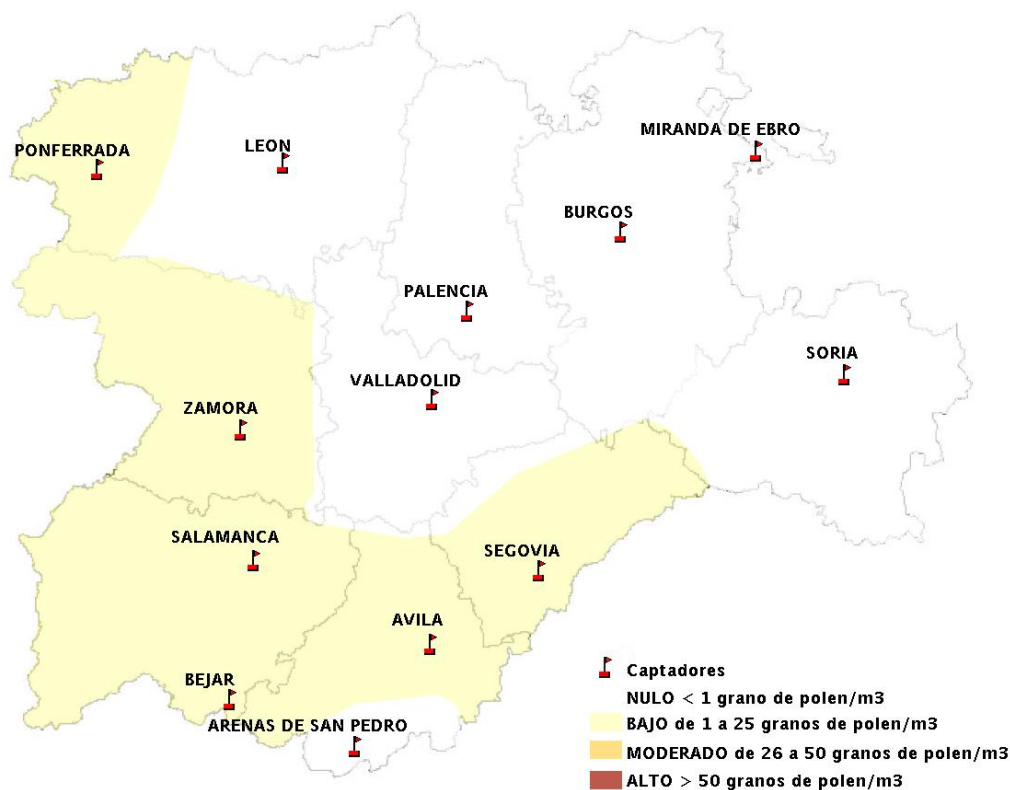 MIRANDA DE EBRO
LEON
PONFERRADA
BURGOS
PALENCIA
SORIA
VALLADOLID
ZAMORA
SALAMANCA
SEGOVIA
AVILA
BEJAR
ARENAS DE SAN PEDRO
Captadores
NULO < 1 grano de polen/m3
BAJO de 1 a 25 granos de polen/m3
MODERADO de 26 a 50 granos de polen/m3
ALTO > 50 granos de polen/m3